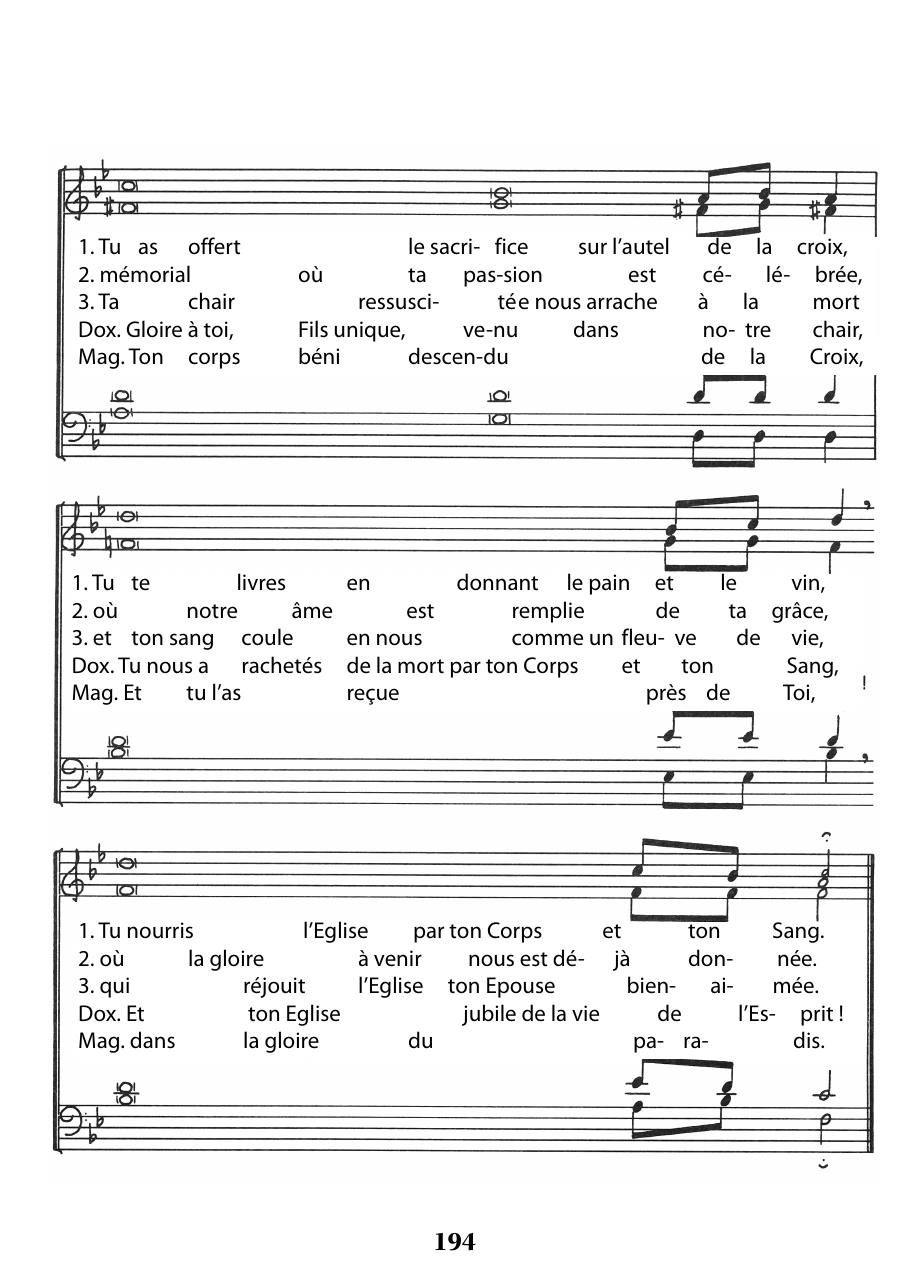 1. Tu as offert le sacri- fice sur l’autel de la croix,
2. mémorial où ta pas-sion est cé- lé- brée,
3. Ta chair ressusci- tée nous arrache à la mort
Dox. Gloire à toi, Fils unique, ve-nu dans no- tre chair,
Mag. Ton corps béni descen-du de la Croix,
1. Tu te livres en donnant le pain et le vin,
2. où notre âme est remplie de ta grâce,
3. et ton sang coule en nous comme un fleu- ve de vie,
Dox. Tu nous a rachetés de la mort par ton Corps et ton Sang,
Mag. Et tu l’as reçue près de Toi, !
1. Tu nourris l’Eglise par ton Corps et ton Sang.
2. où la gloire à venir nous est dé- jà don- née.
3. qui réjouit l’Eglise ton Epouse bien- ai- mée.
Dox. Et ton Eglise jubile de la vie de l’Es- prit !
Mag. dans la gloire du pa- ra- dis.
194